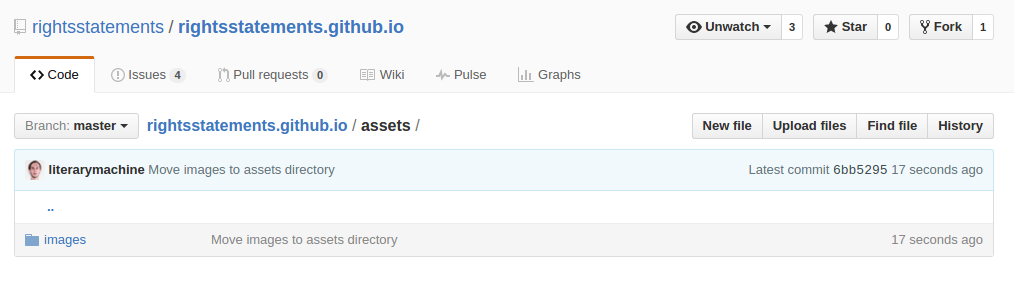 rightsstatements / rightsstatements.github.io Unwatch 3 Star 0 Fork 1
Code Issues 4 Pull requests 0 Wiki Pulse Graphs
Branch: master rightsstatements.github.io / assets / New file Upload files Find file History
literarymachine Move images to assets directory Latest commit 6bb5295 17 seconds ago
..
images Move images to assets directory 17 seconds ago